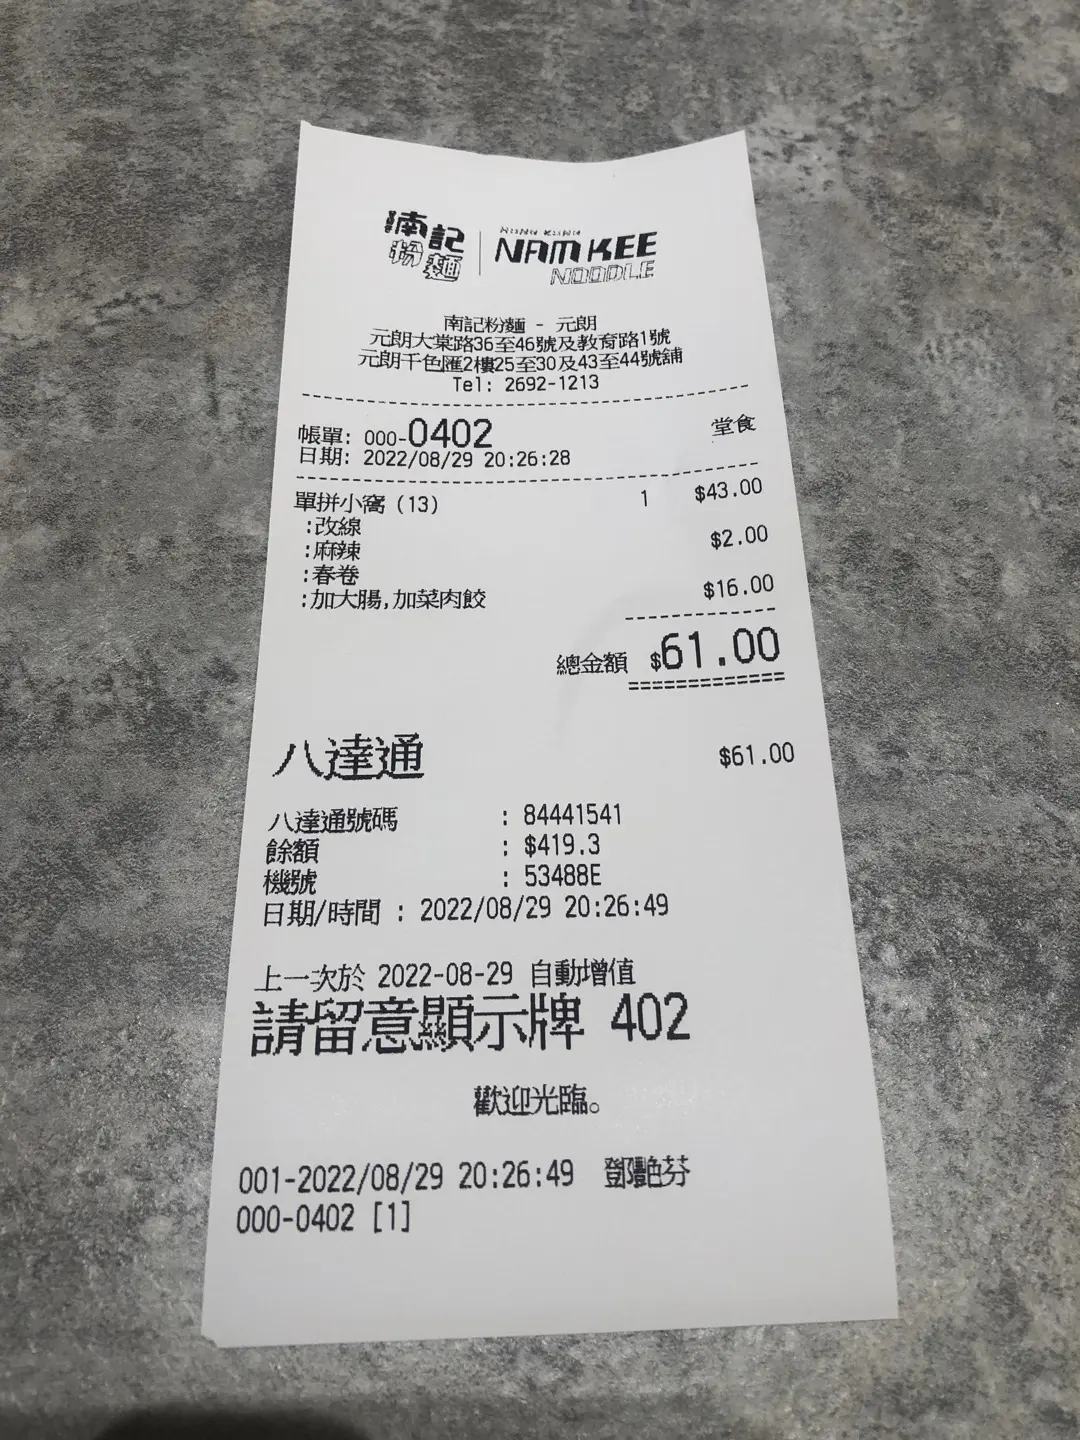 南記 粉麵 HONG KONG NAM KEE NOODLE
南記粉麵 - 元朗
元朗大棠路36至46號及教育路1號
元朗千色匯2樓25至30及43至44號舖
Tel: 2692-1213
帳單: 000-0402 堂食
日期: 2022/08/29 20:26:28
單拼小窩 (13) 1 $43.00
:改線
:麻辣 $2.00
:春卷
:加大腸,加菜肉餃 $16.00
總金額 $61.00
八達通 $61.00
八達通號碼 : 84441541
餘額 : $419.3
機號 : 53488E
日期/時間 : 2022/08/29 20:26:49
上一次於 2022-08-29 自動增值
請留意顯示牌 402
歡迎光臨。
001-2022/08/29 20:26:49 鄧艷芬
000-0402 [1]